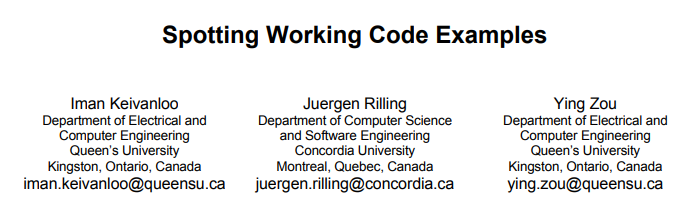 Spotting Working Code Examples
Iman Keivanloo
Department of Electrical and
Computer Engineering
Queen's University
Kingston, Ontario, Canada
iman.keivanloo@queensu.ca
Juergen Rilling
Department of Computer Science
and Software Engineering
Concordia University
Montreal, Quebec, Canada
juergen.rilling@concordia.ca
Ying Zou
Department of Electrical and
Computer Engineering
Queen's University
Kingston, Ontario, Canada
ying.zou@queensu.ca